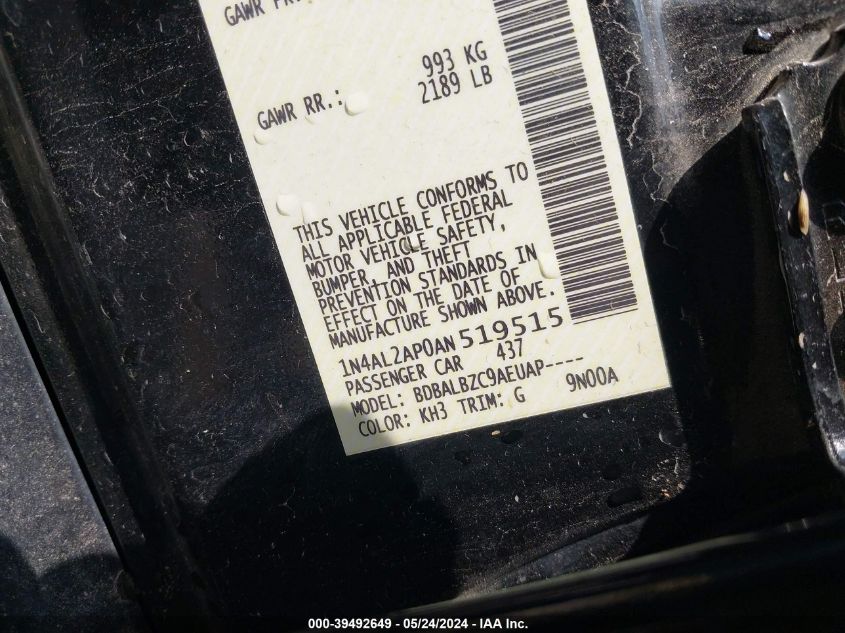 GAWR
993 KG
GAWR RR.: 2189 LB
THIS VEHICLE CONFORMS TO
ALL APPLICABLE FEDERAL
MOTOR VEHICLE SAFETY,
BUMPER, AND THEFT
PREVENTION STANDARDS IN
EFFECT ON THE DATE OF
MANUFACTURE SHOWN ABOVE.
1N4AL2AP0AN519515
PASSENGER CAR 437
MODEL: BDBALBZC9AEUAP-----
COLOR: KH3 TRIM: G 9N00A
000-39492649 - 05/24/2024 - IAA Inc.